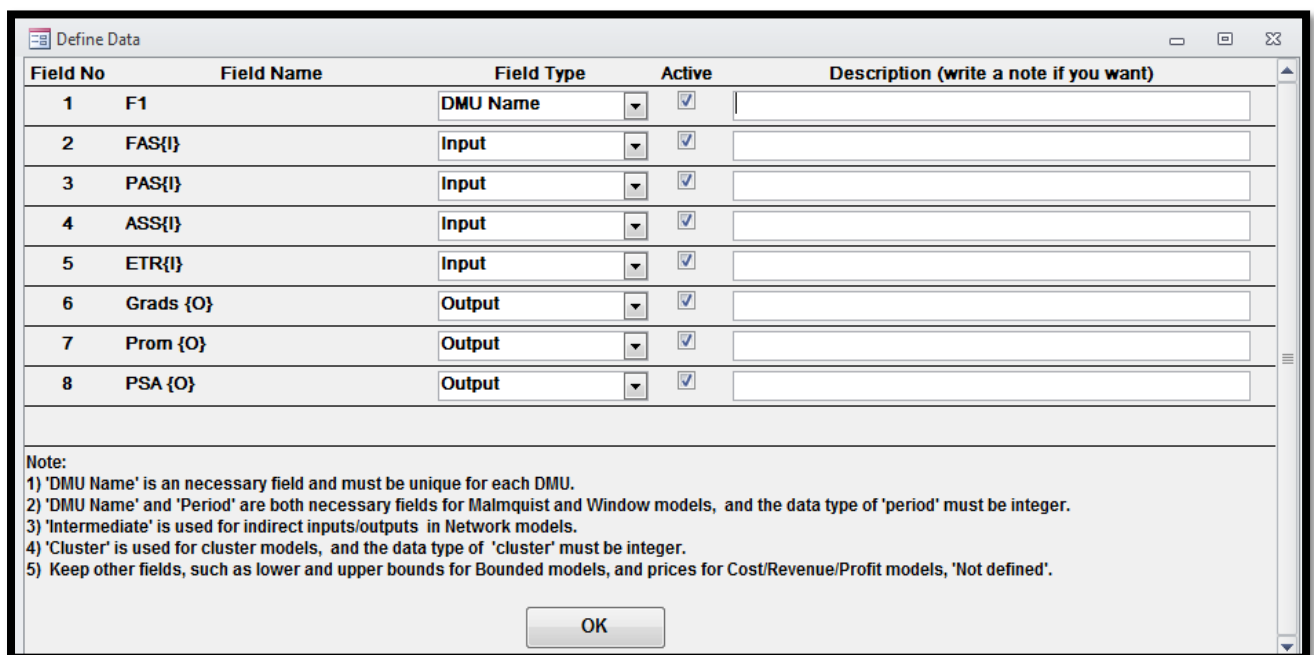 Define Data
Field No Field Name Field Type Active Description (write a note if you want)
1 F1 DMU Name
2 FAS{I} Input
3 PAS{I} Input
4 ASS{I} Input
5 ETR{I} Input
6 Grads {O} Output
7 Prom {O} Output
8 PSA {O} Output
Note:
1) 'DMU Name' is an necessary field and must be unique for each DMU.
2) 'DMU Name' and 'Period' are both necessary fields for Malmquist and Window models, and the data type of 'period' must be integer.
3) 'Intermediate' is used for indirect inputs/outputs in Network models.
4) 'Cluster' is used for cluster models, and the data type of 'cluster' must be integer.
5) Keep other fields, such as lower and upper bounds for Bounded models, and prices for Cost/Revenue/Profit models, 'Not defined'.
OK